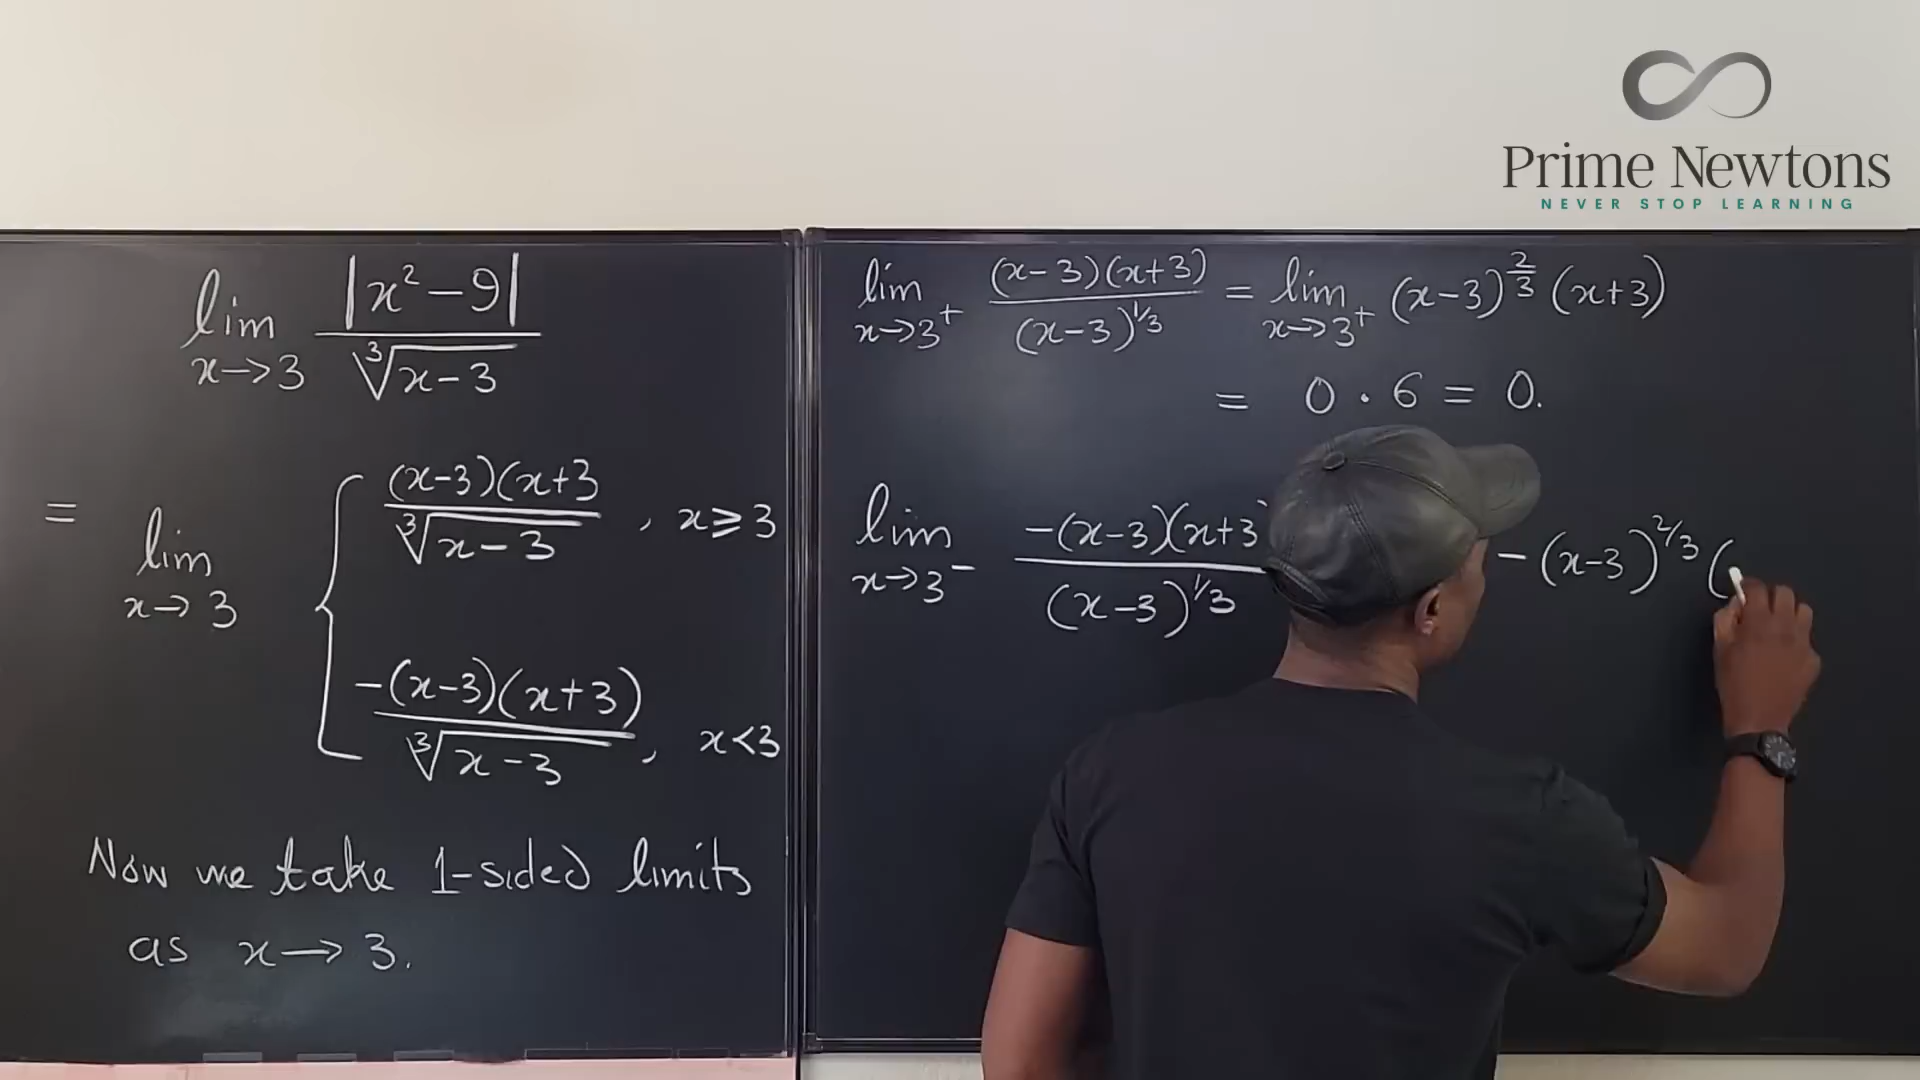 Prime Newtons
NEVER STOP LEARNING
lim x→3 |x² − 9| / ∛(x−3)
= lim x→3 { (x−3)(x+3 / ∛(x−3) , x ≥ 3
−(x−3)(x+3) / ∛(x−3) , x<3
Now we take 1-sided limits
as x → 3.
lim x→3⁺ (x−3)(x+3) / (x−3)^1/3 = lim x→3⁺ (x−3)^2/3 (x+3)
= 0 · 6 = 0.
lim x→3⁻ −(x−3)(x+3) / (x−3)^1/3 −(x−3)^2/3 (